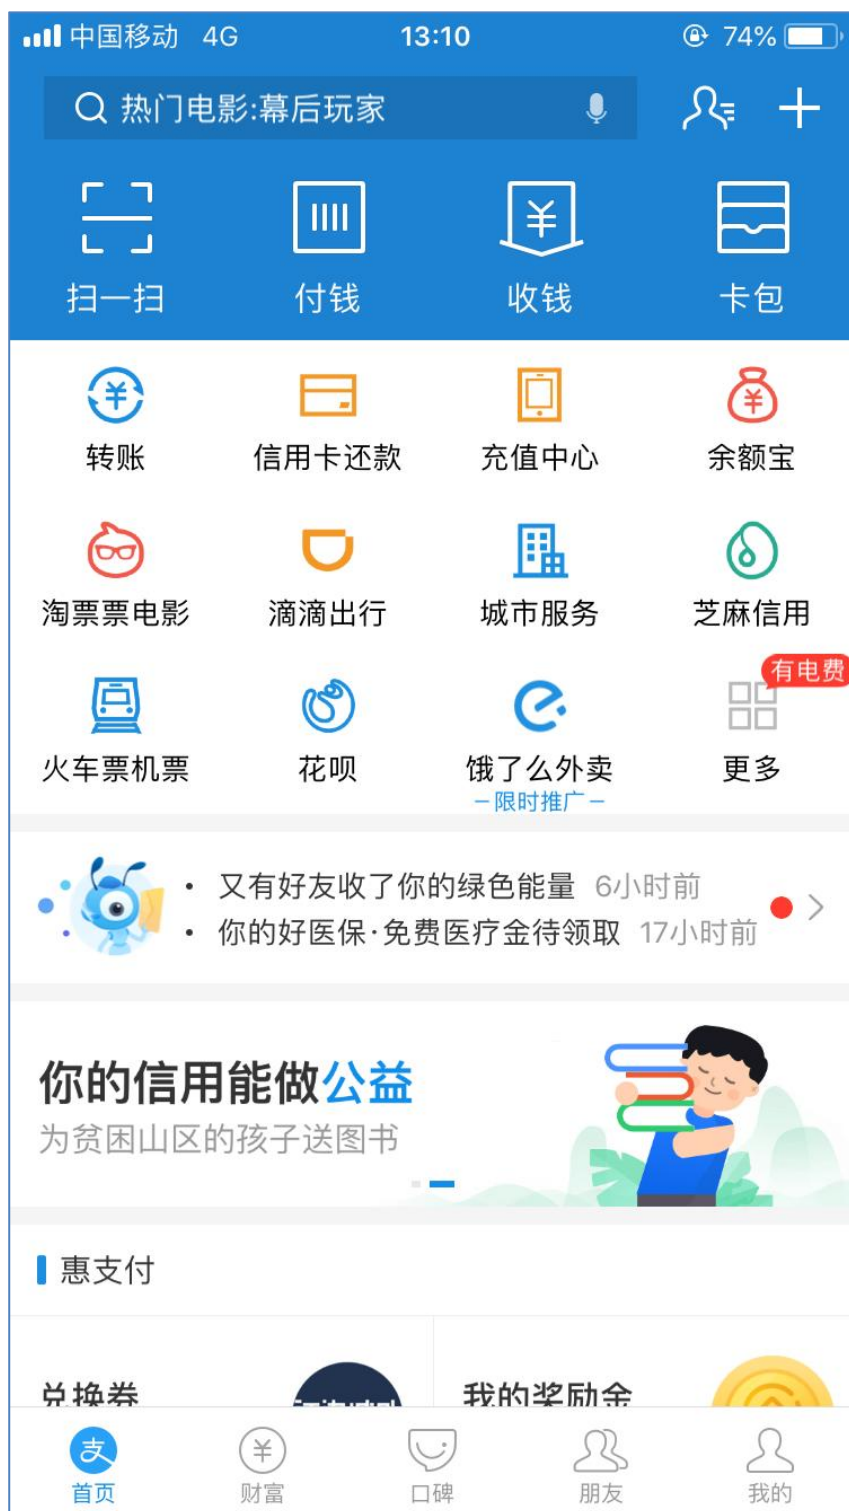 中国移动 4G 13:10 74%
热门电影:幕后玩家
扫一扫 付钱 收钱 卡包
转账 信用卡还款 充值中心 余额宝
淘票票电影 滴滴出行 城市服务 芝麻信用
有电费
火车票机票 花呗 饿了么外卖 更多
限时推广
• 又有好友收了你的绿色能量 6小时前
• 你的好医保·免费医疗金待领取 17小时前
你的信用能做公益
为贫困山区的孩子送图书
惠支付
兑换券 我的奖励金
首页 财富 口碑 朋友 我的